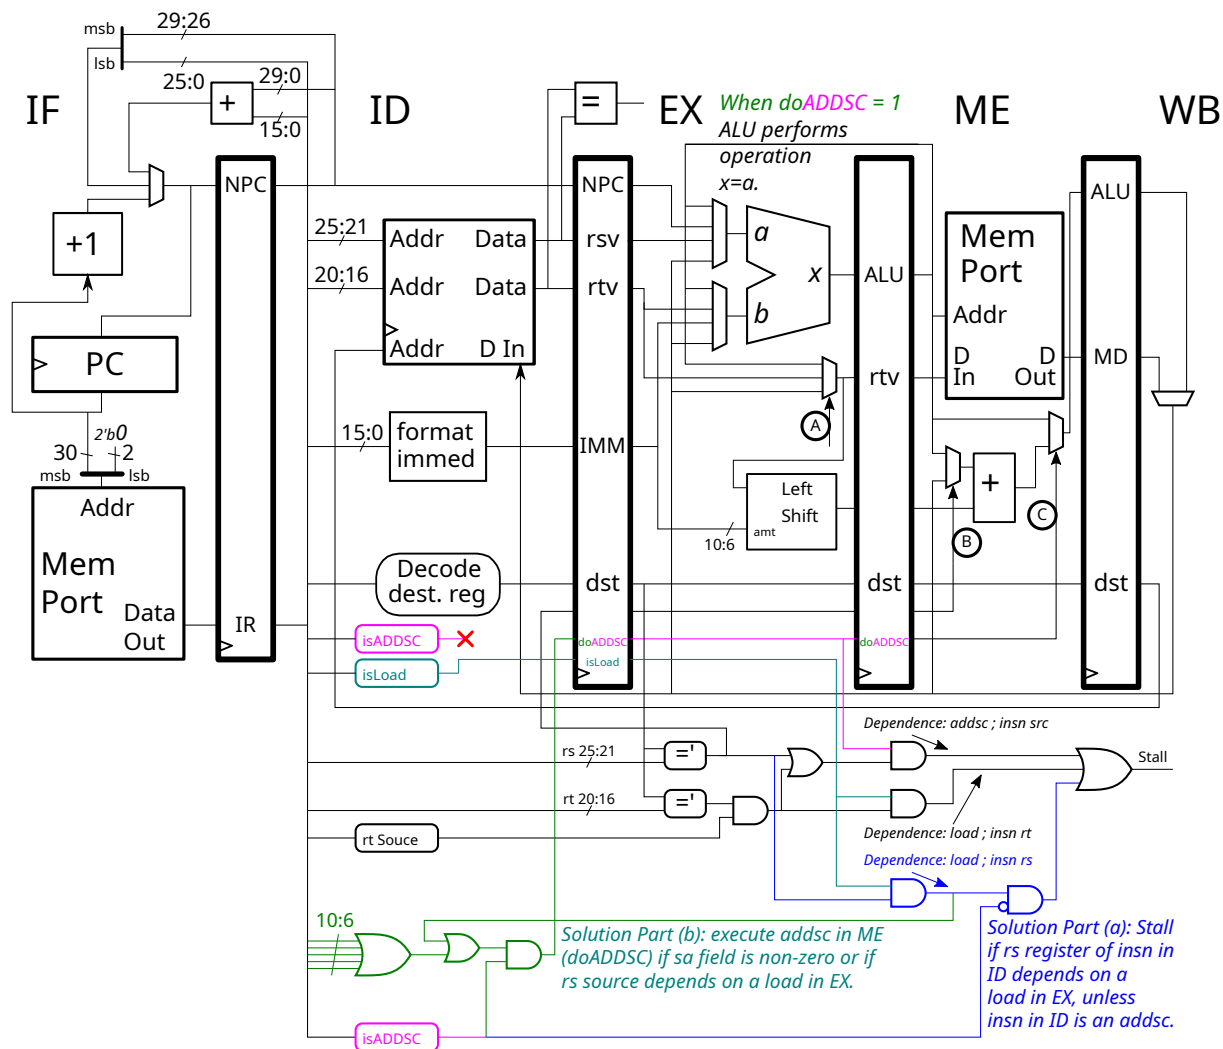 29:26
msb
lsb
25:0
29:0
+
15:0
IF
ID
=
EX
When doADDSC = 1
ALU performs
operation
x=a.
ME
WB
NPC
NPC
ALU
+1
25:21
Addr
Data
rsv
a
Mem
Port
20:16
Addr
Data
rtv
x
ALU
MD
b
Addr
Addr
D In
PC
D
In
D
Out
rtv
A
2'b0
30
2
msb
lsb
15:0
format
immed
IMM
Left
Shift
amt
10:6
+
C
B
Addr
Mem
Port
Data
Out
IR
Decode
dest. reg
dst
dst
dst
isADDSC
doADDSC
doADDSC
isLoad
isLoad
Dependence: addsc ; insn src
rs 25:21
='
Stall
rt 20:16
='
rt Souce
Dependence: load ; insn rt
Dependence: load ; insn rs
10:6
Solution Part (b): execute addsc in ME
(doADDSC) if sa field is non-zero or if
rs source depends on a load in EX.
Solution Part (a): Stall
if rs register of insn in
ID depends on a
load in EX, unless
insn in ID is an addsc.
isADDSC